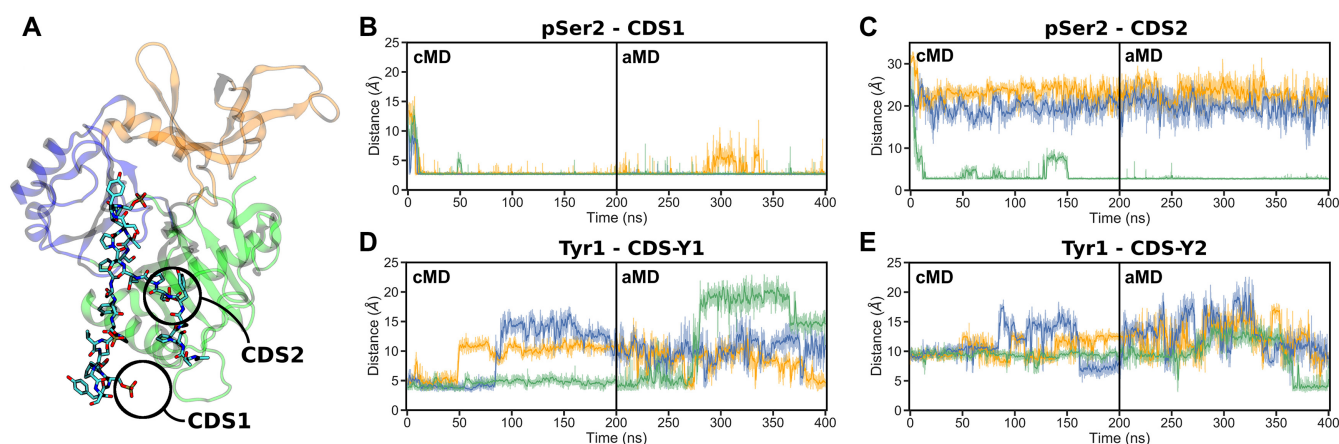 A
CDS2
CDS1
B
pSer2 - CDS1
cMD
aMD
Distance (Å)
25
20
15
10
5
0
0 50 100 150 200 250 300 350 400
Time (ns)
C
pSer2 - CDS2
cMD
aMD
Distance (Å)
30
20
10
0
0 50 100 150 200 250 300 350 400
Time (ns)
D
Tyr1 - CDS-Y1
cMD
aMD
Distance (Å)
25
20
15
10
5
0
0 50 100 150 200 250 300 350 400
Time (ns)
E
Tyr1 - CDS-Y2
cMD
aMD
Distance (Å)
25
20
15
10
5
0
0 50 100 150 200 250 300 350 400
Time (ns)